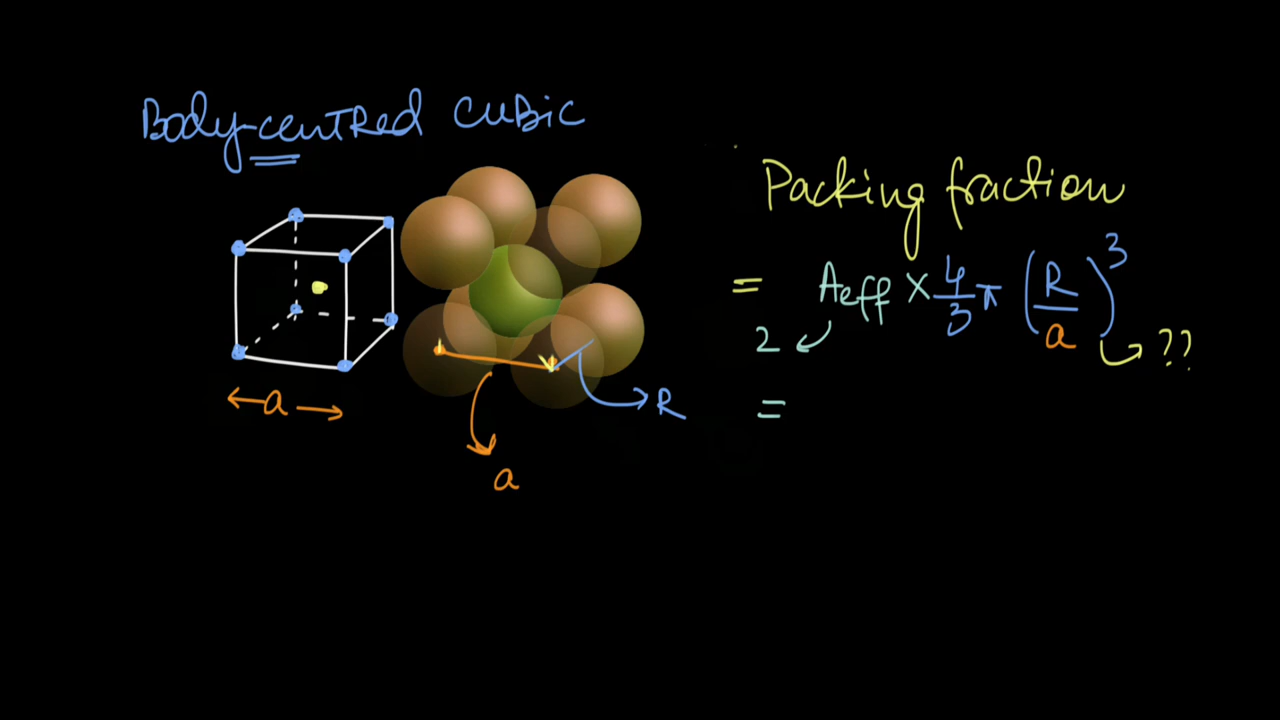 Body-centred cubic
Packing fraction
= Aeff × 4/3 π (R/a)³
2
??
a
R
=
a